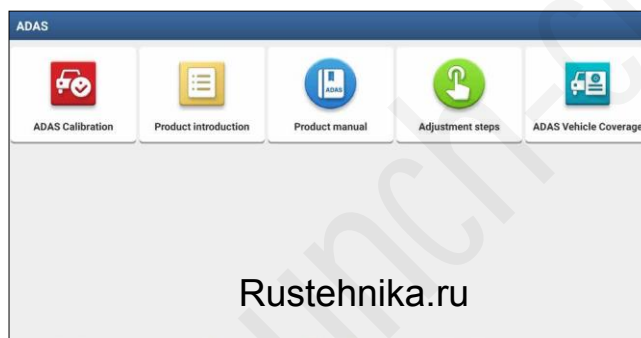 ADAS
ADAS
ADAS Calibration
Product introduction
Product manual
Adjustment steps
ADAS Vehicle Coverage
Rustehnika.ru